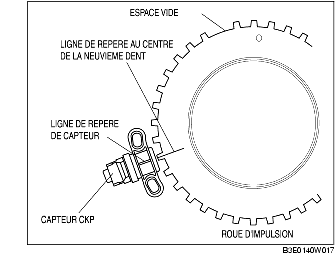 ESPACE VIDE
LIGNE DE REPERE AU CENTRE
DE LA NEUVIEME DENT
LIGNE DE REPERE
DE CAPTEUR
CAPTEUR CKP
ROUE D'IMPULSION
B3E0140W017